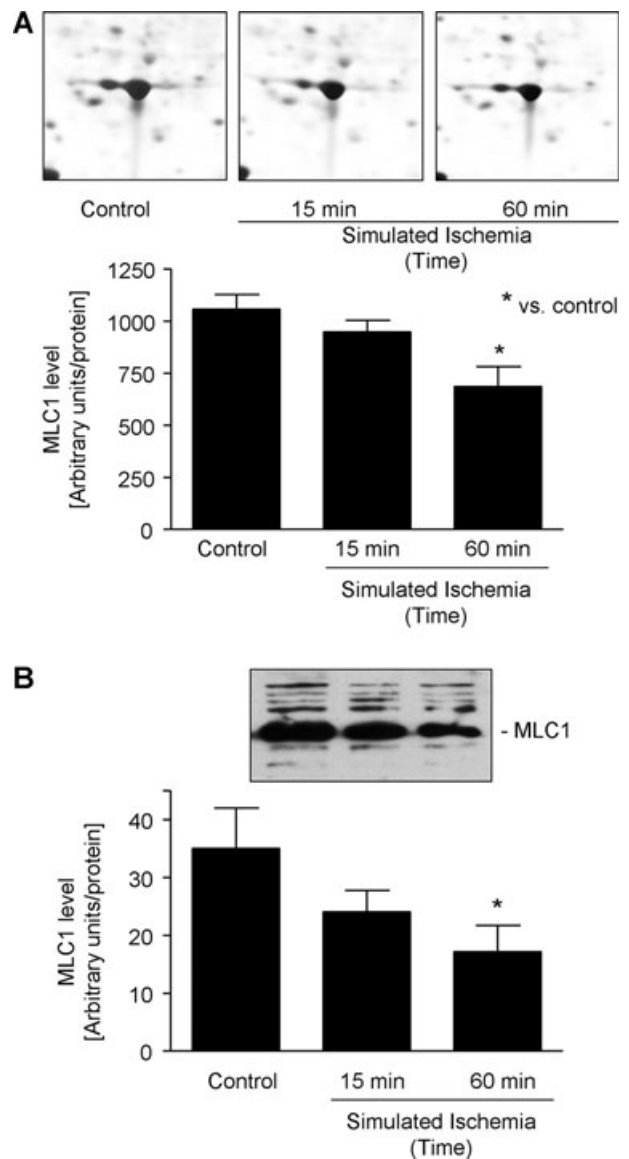 A
Control
15 min
60 min
Simulated Ischemia
(Time)
MLC1 level
[Arbitrary units/protein]
1250
1000
750
500
250
0
* vs. control
*
Control
15 min
60 min
Simulated Ischemia
(Time)
B
- MLC1
MLC1 level
[Arbitrary units/protein]
40
30
20
10
0
*
Control
15 min
60 min
Simulated Ischemia
(Time)